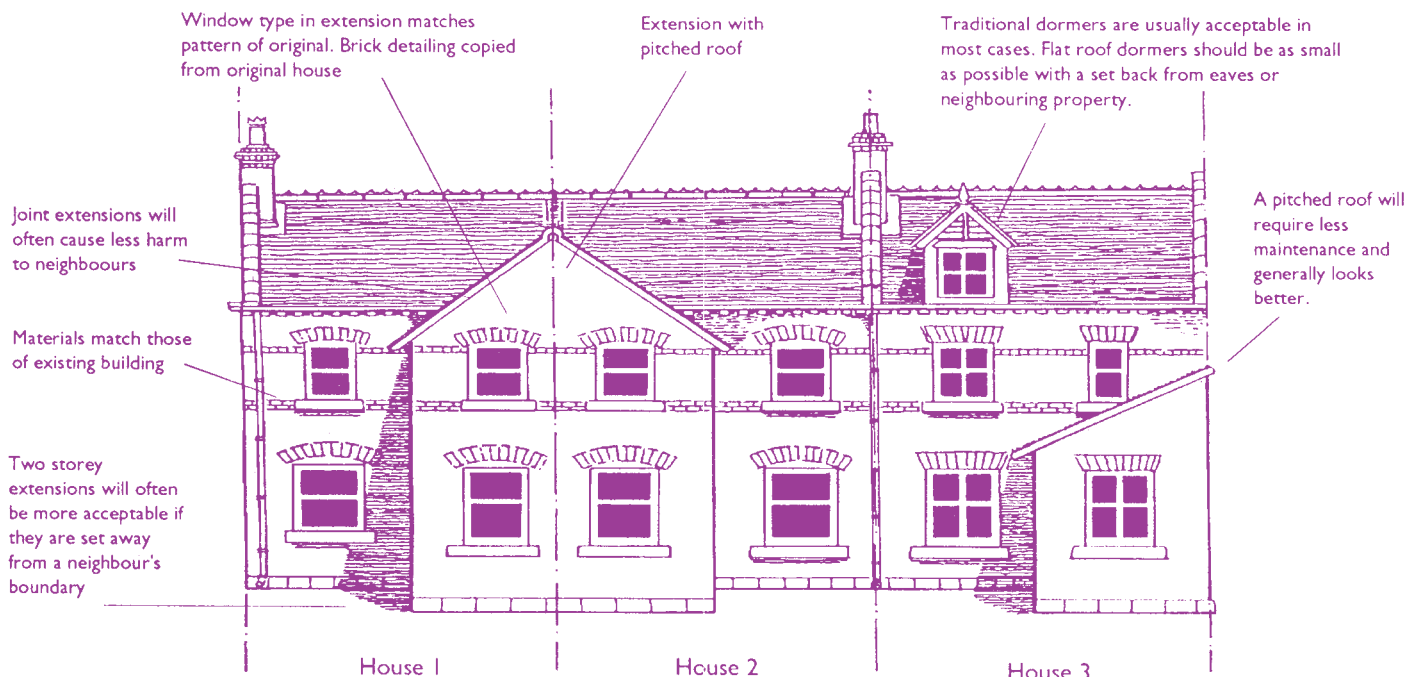 Window type in extension matches
pattern of original. Brick detailing copied
from original house
Extension with
pitched roof
Traditional dormers are usually acceptable in
most cases. Flat roof dormers should be as small
as possible with a set back from eaves or
neighbouring property.
Joint extensions will
often cause less harm
to neighboours
A pitched roof will
require less
maintenance and
generally looks
better.
Materials match those
of existing building
Two storey
extensions will often
be more acceptable if
they are set away
from a neighbour's
boundary
House 1
House 2
House 3